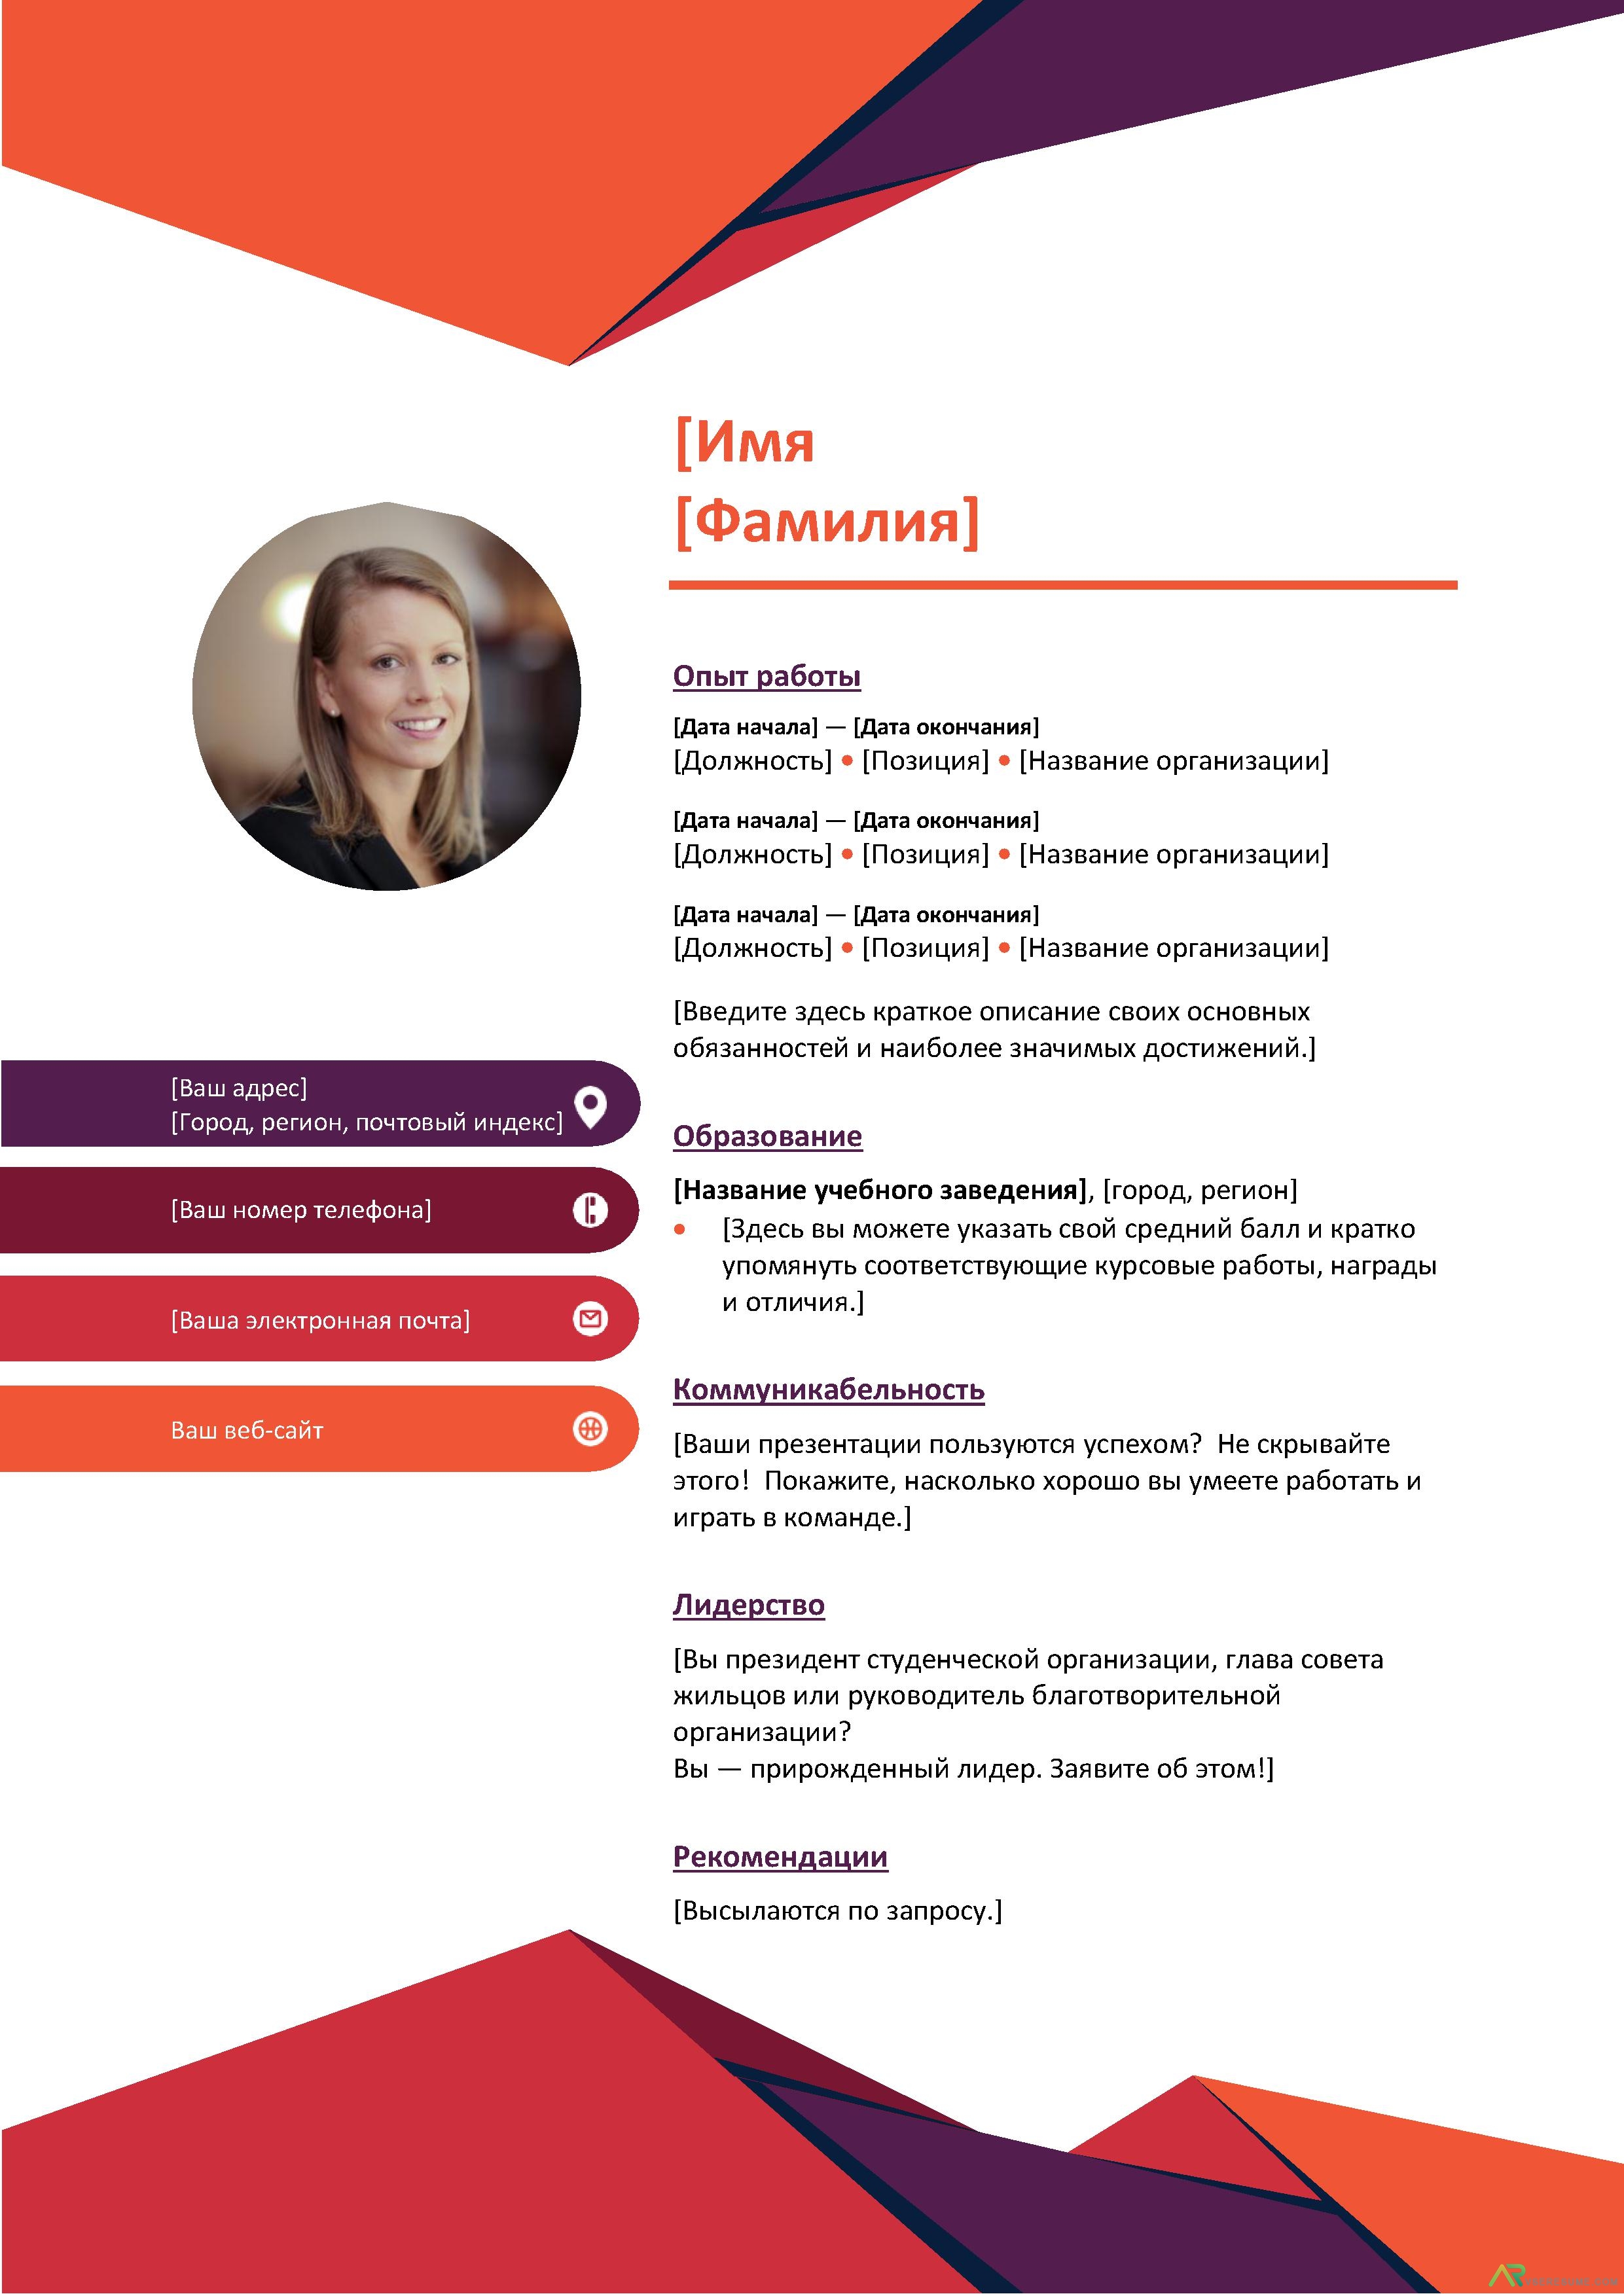 [Имя
[Фамилия]
Опыт работы
[Дата начала] — [Дата окончания]
[Должность] • [Позиция] • [Название организации]
[Дата начала] — [Дата окончания]
[Должность] • [Позиция] • [Название организации]
[Дата начала] — [Дата окончания]
[Должность] • [Позиция] • [Название организации]
[Введите здесь краткое описание своих основных
обязанностей и наиболее значимых достижений.]
[Ваш адрес]
[Город, регион, почтовый индекс]
[Ваш номер телефона]
[Ваша электронная почта]
Ваш веб-сайт
Образование
[Название учебного заведения], [город, регион]
• [Здесь вы можете указать свой средний балл и кратко
упомянуть соответствующие курсовые работы, награды
и отличия.]
Коммуникабельность
[Ваши презентации пользуются успехом?  Не скрывайте
этого!  Покажите, насколько хорошо вы умеете работать и
играть в команде.]
Лидерство
[Вы президент студенческой организации, глава совета
жильцов или руководитель благотворительной
организации?
Вы — прирожденный лидер. Заявите об этом!]
Рекомендации
[Высылаются по запросу.]
AR